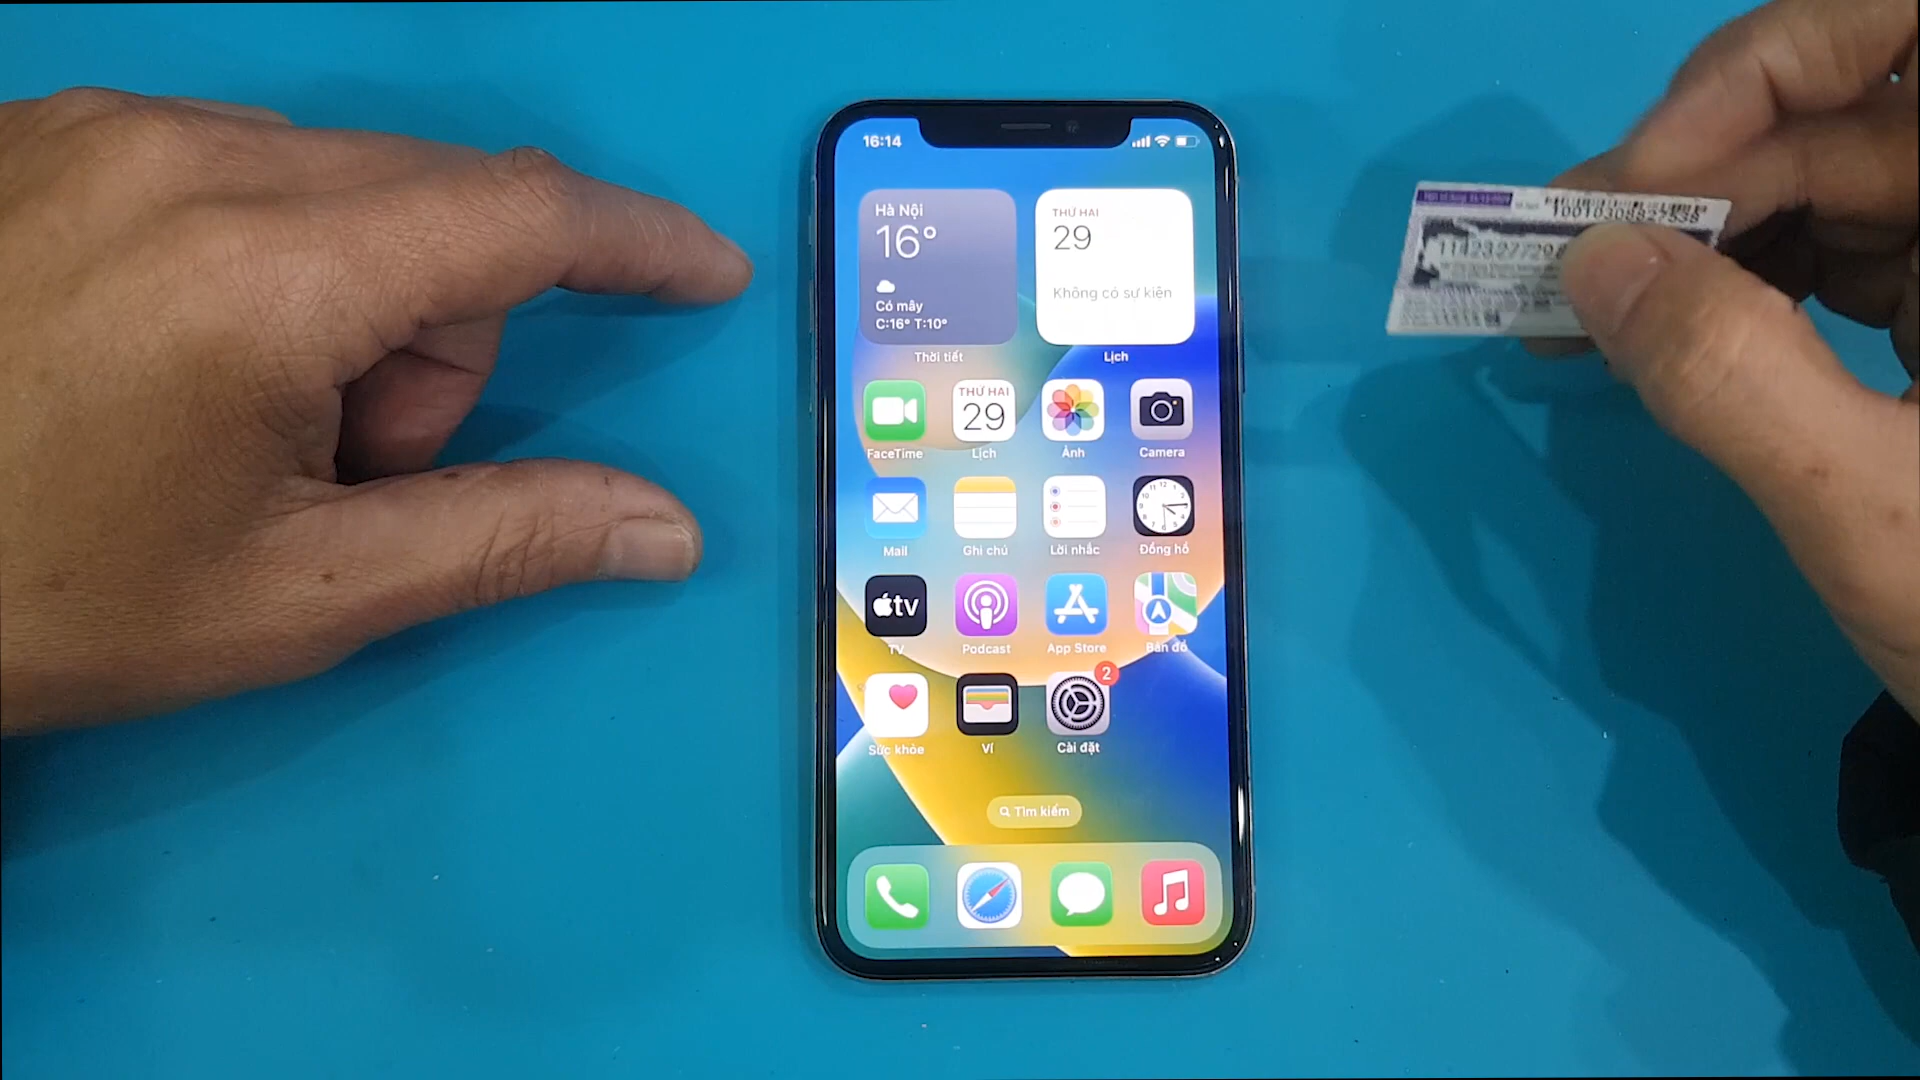 16:14
Hà Nội
16°
Có mây
C:16° T:10°
Thời tiết
THỨ HAI
29
Không có sự kiện
Lịch
FaceTime
THỨ HAI
29
Lịch
Ảnh
Camera
Mail
Ghi chú
Lời nhắc
Đồng hồ
tv
TV
Podcast
App Store
Bản đồ
Sức khỏe
Ví
2
Cài đặt
Tìm kiếm
10010308827538